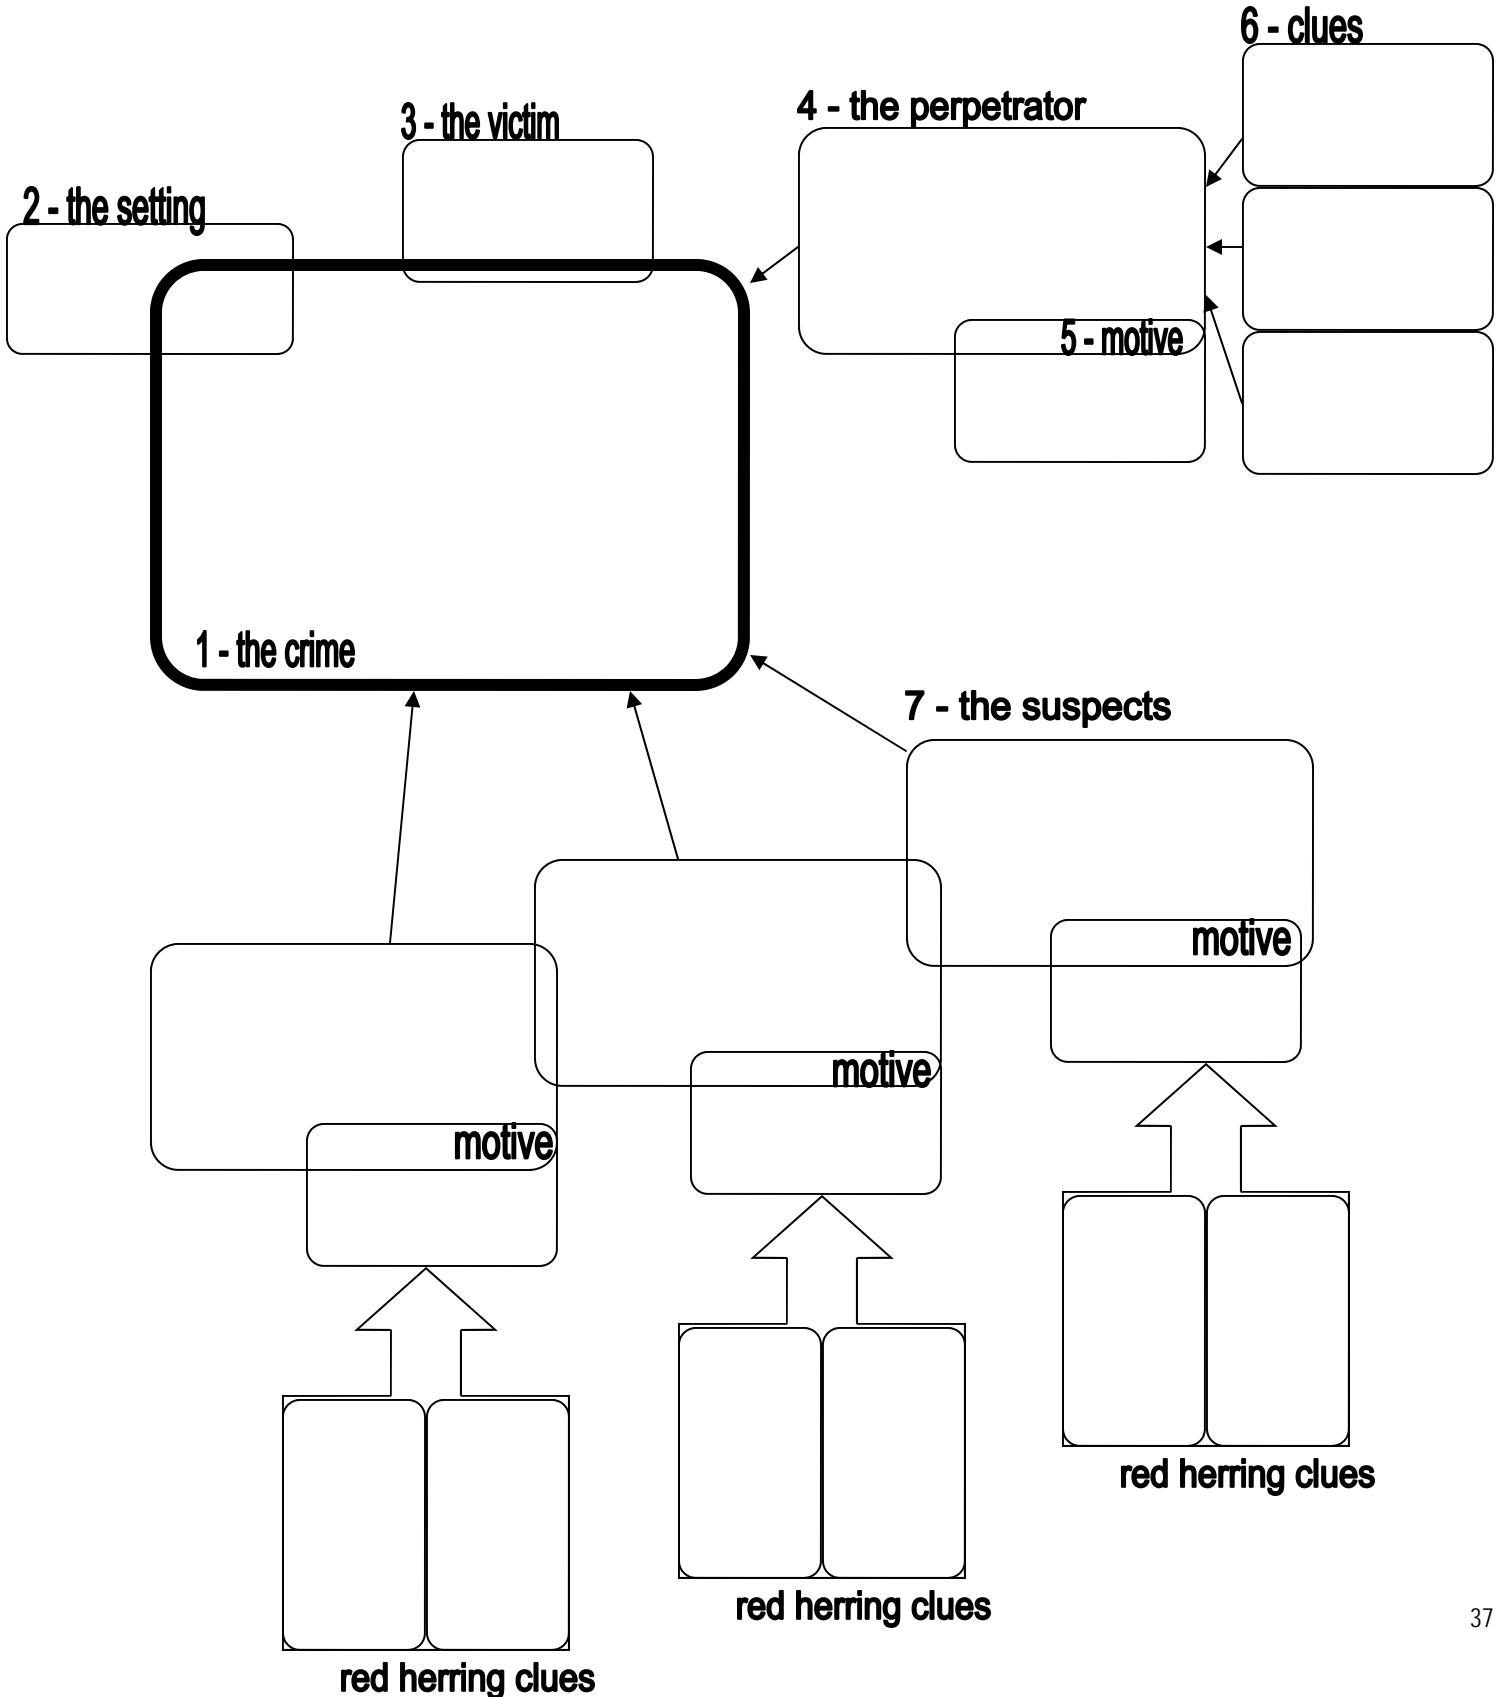 6 - clues
3 - the victim
4 - the perpetrator
2 - the setting
5 - motive
1 - the crime
7 - the suspects
motive
motive
motive
red herring clues
red herring clues
37
red herring clues